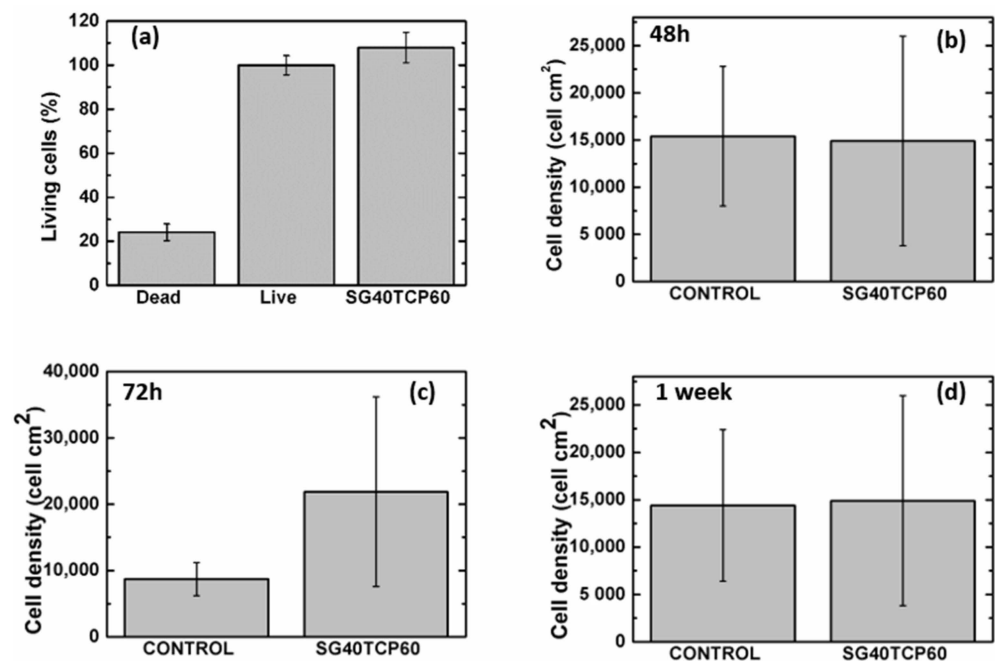 (a)
Living cells (%)
120
100
80
60
40
20
0
Dead Live SG40TCP60
48h (b)
Cell density (cell cm²)
25,000
20,000
15,000
10,000
5 000
0
CONTROL SG40TCP60
72h (c)
Cell density (cell cm²)
40,000
30,000
20,000
10,000
0
CONTROL SG40TCP60
1 week (d)
Cell density (cell cm²)
25,000
20,000
15,000
10,000
5 000
0
CONTROL SG40TCP60